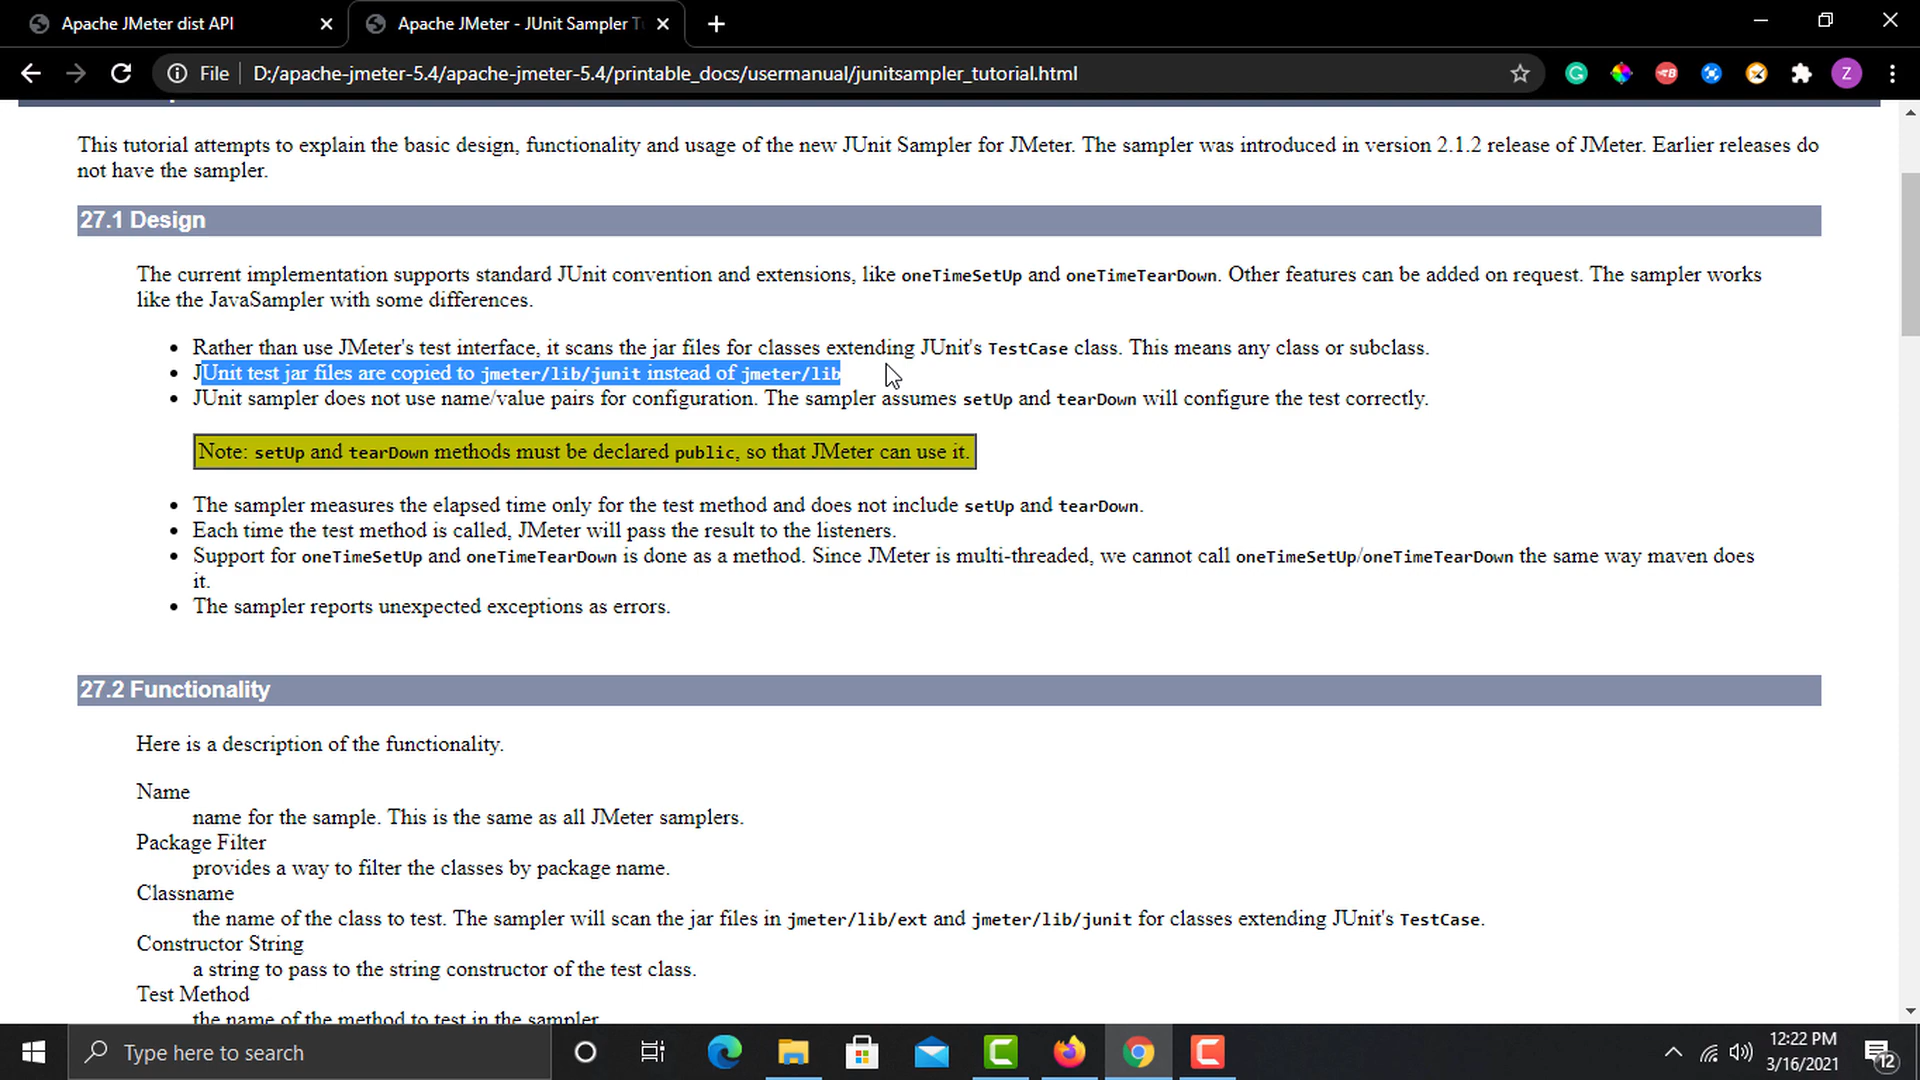 Apache JMeter dist API
Apache JMeter - JUnit Sampler T
File
D:/apache-jmeter-5.4/apache-jmeter-5.4/printable_docs/usermanual/junitsampler_tutorial.html
Z
This tutorial attempts to explain the basic design, functionality and usage of the new JUnit Sampler for JMeter. The sampler was introduced in version 2.1.2 release of JMeter. Earlier releases do
not have the sampler.
27.1 Design
The current implementation supports standard JUnit convention and extensions, like oneTimeSetUp and oneTimeTearDown. Other features can be added on request. The sampler works
like the JavaSampler with some differences.
Rather than use JMeter's test interface, it scans the jar files for classes extending JUnit's TestCase class. This means any class or subclass.
JUnit test jar files are copied to jmeter/lib/junit instead of jmeter/lib
JUnit sampler does not use name/value pairs for configuration. The sampler assumes setUp and tearDown will configure the test correctly.
Note: setUp and tearDown methods must be declared public, so that JMeter can use it.
The sampler measures the elapsed time only for the test method and does not include setUp and tearDown.
Each time the test method is called, JMeter will pass the result to the listeners.
Support for oneTimeSetUp and oneTimeTearDown is done as a method. Since JMeter is multi-threaded, we cannot call oneTimeSetUp/oneTimeTearDown the same way maven does
it.
The sampler reports unexpected exceptions as errors.
27.2 Functionality
Here is a description of the functionality.
Name
name for the sample. This is the same as all JMeter samplers.
Package Filter
provides a way to filter the classes by package name.
Classname
the name of the class to test. The sampler will scan the jar files in jmeter/lib/ext and jmeter/lib/junit for classes extending JUnit's TestCase.
Constructor String
a string to pass to the string constructor of the test class.
Test Method
the name of the method to test in the sampler
Type here to search
12:22 PM
3/16/2021
12